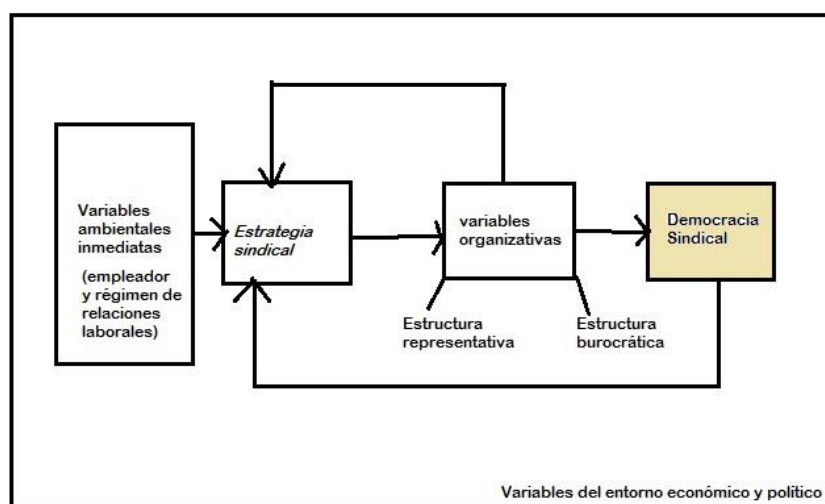 Variables
ambientales
inmediatas
(empleador
y régimen de
relaciones
laborales)
Estrategia
sindical
variables
organizativas
Estructura
representativa
Estructura
burocrática
Democracia
Sindical
Variables del entorno económico y político